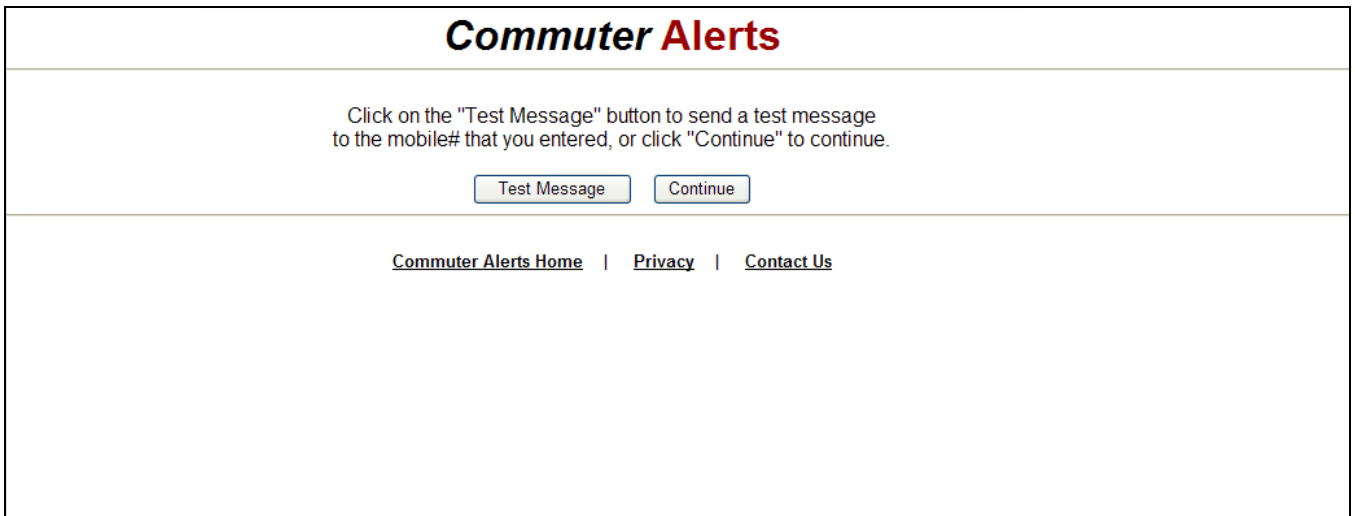 Commuter Alerts
Click on the "Test Message" button to send a test message
to the mobile# that you entered, or click "Continue" to continue.
Test Message Continue
Commuter Alerts Home | Privacy | Contact Us